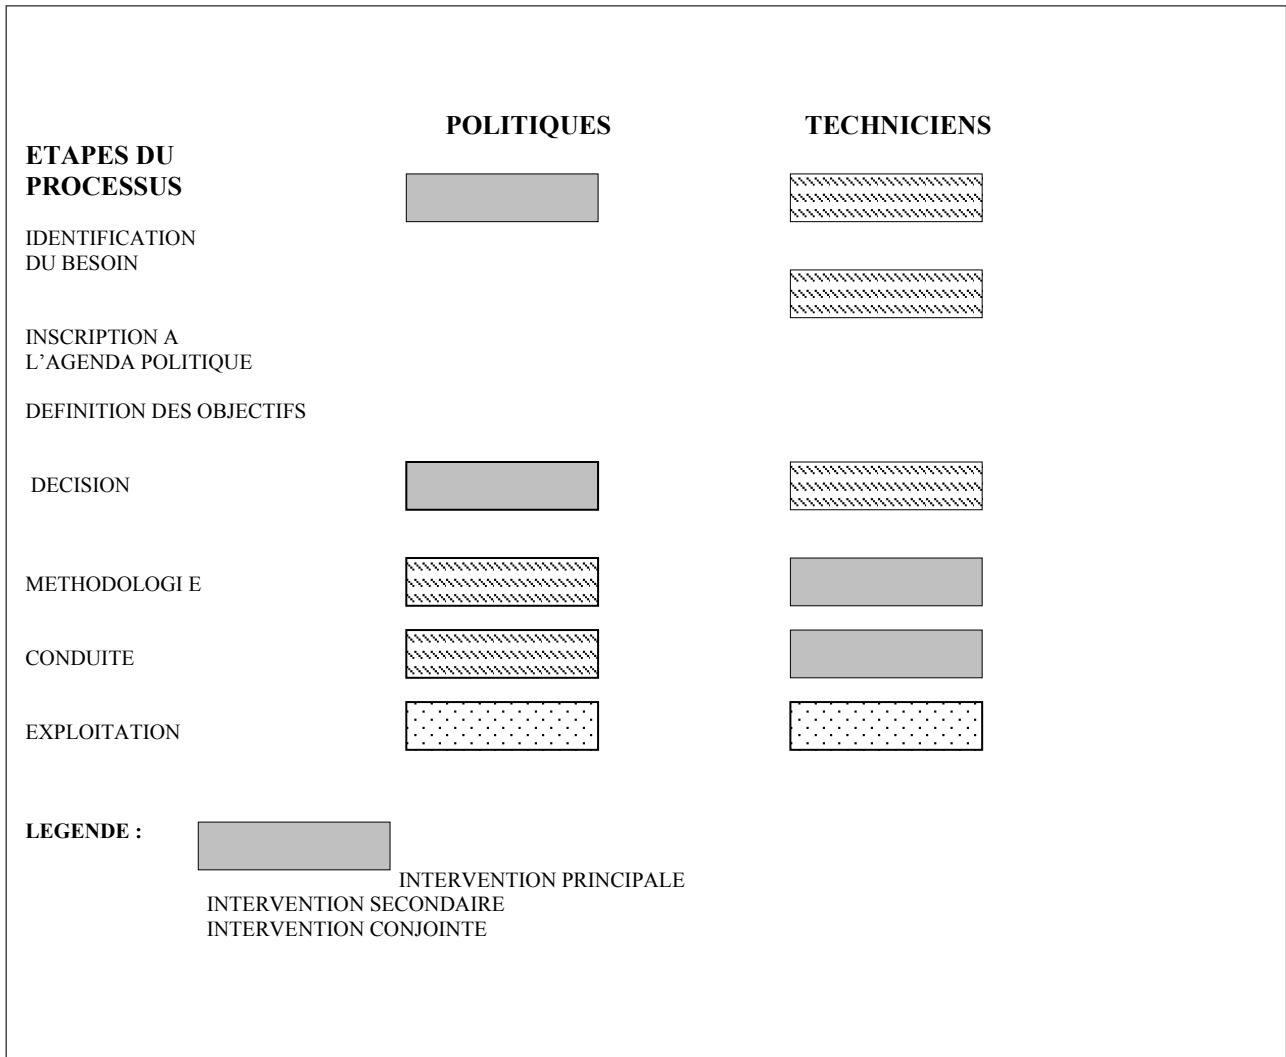 POLITIQUES TECHNICIENS
ETAPES DU
PROCESSUS
IDENTIFICATION
DU BESOIN
INSCRIPTION A
L’AGENDA POLITIQUE
DEFINITION DES OBJECTIFS
DECISION
METHODOLOGI E
CONDUITE
EXPLOITATION
LEGENDE :
INTERVENTION PRINCIPALE
INTERVENTION SECONDAIRE
INTERVENTION CONJOINTE